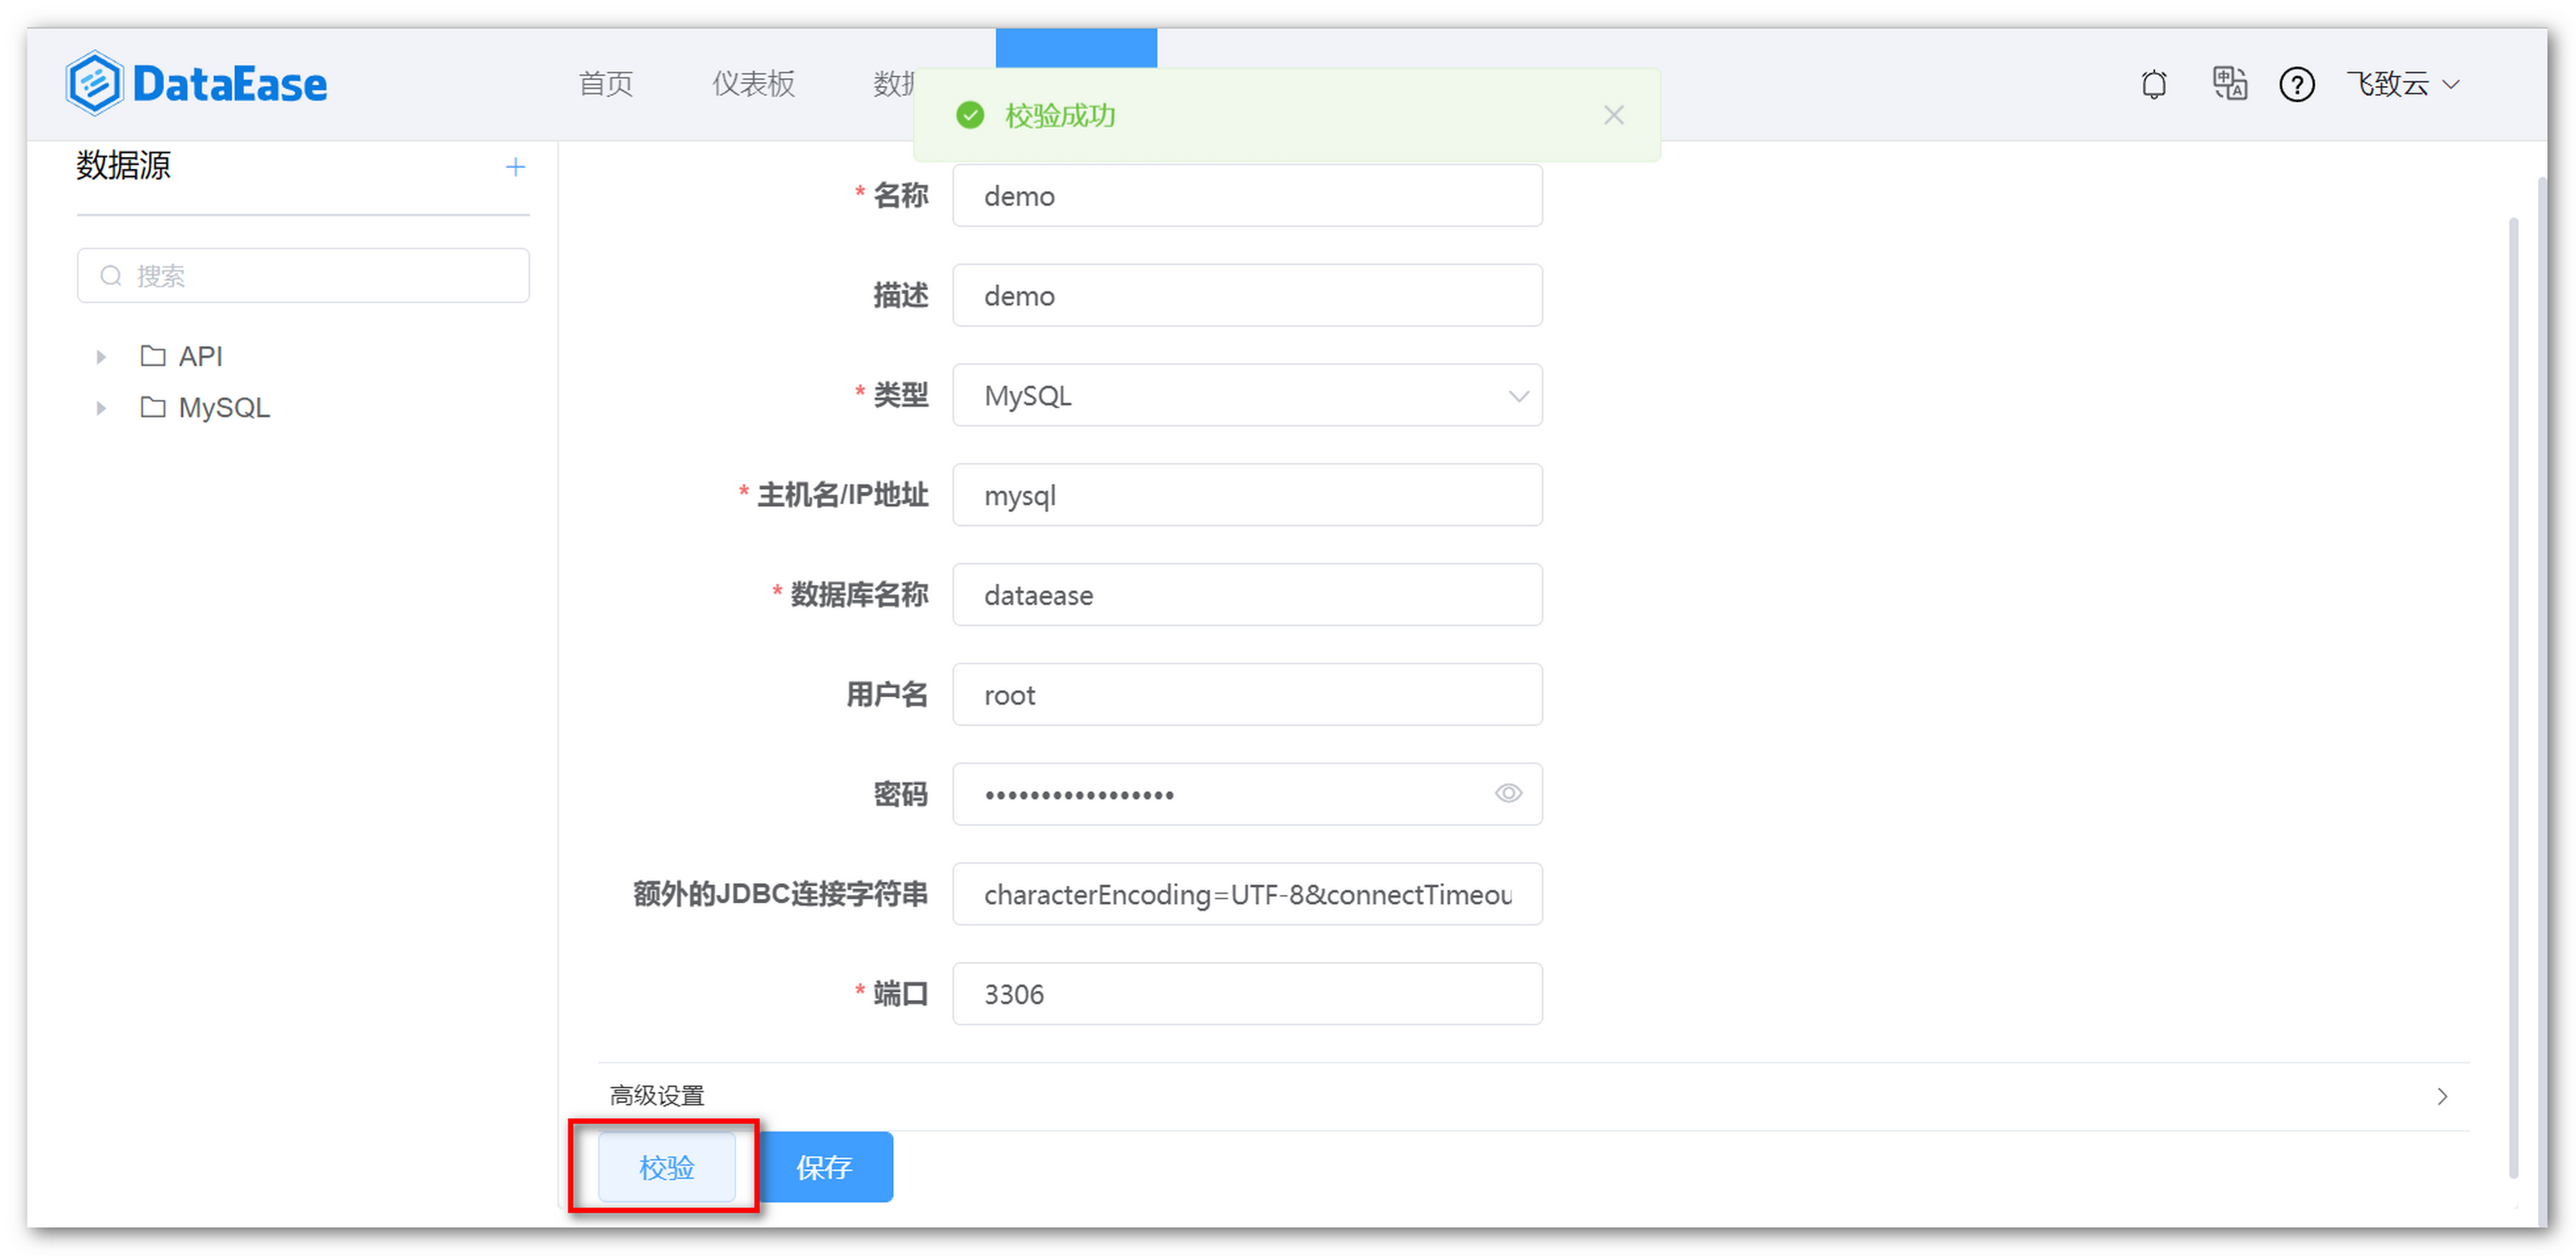 DataEase
首页 仪表板 数据
校验成功
飞致云
数据源
搜索
API
MySQL
* 名称 demo
描述 demo
* 类型 MySQL
* 主机名/IP地址 mysql
* 数据库名称 dataease
用户名 root
密码 •••••••••••••••••
额外的JDBC连接字符串 characterEncoding=UTF-8&connectTimeou
* 端口 3306
高级设置
校验 保存